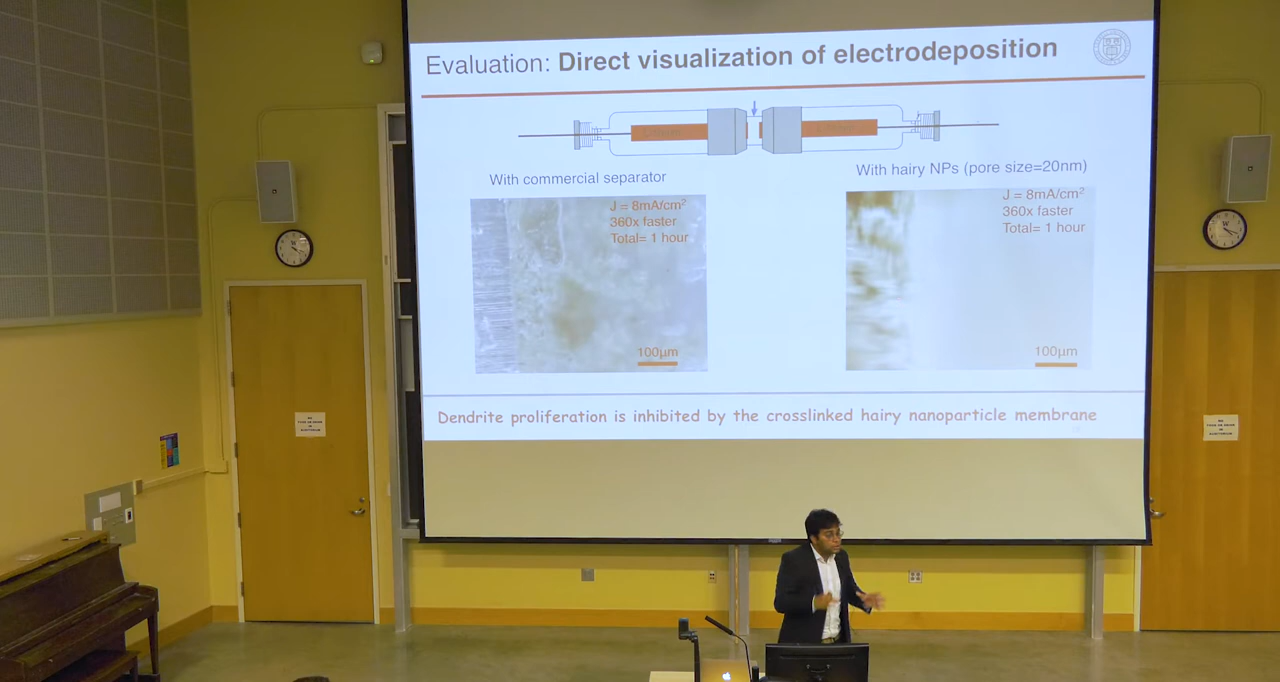 Evaluation: Direct visualization of electrodeposition
With commercial separator
With hairy NPs (pore size=20nm)
J = 8mA/cm²
360x faster
Total= 1 hour
100µm
J = 8mA/cm²
360x faster
Total= 1 hour
100µm
Dendrite proliferation is inhibited by the crosslinked hairy nanoparticle membrane